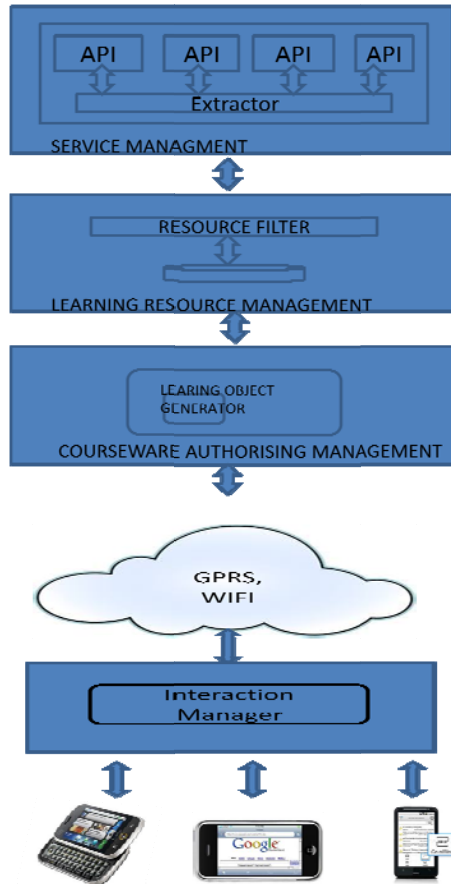 API API API API
Extractor
SERVICE MANAGMENT
RESOURCE FILTER
LEARNING RESOURCE MANAGEMENT
LEARING OBJECT
GENERATOR
COURSEWARE AUTHORISING MANAGEMENT
GPRS,
WIFI
Interaction
Manager
Google